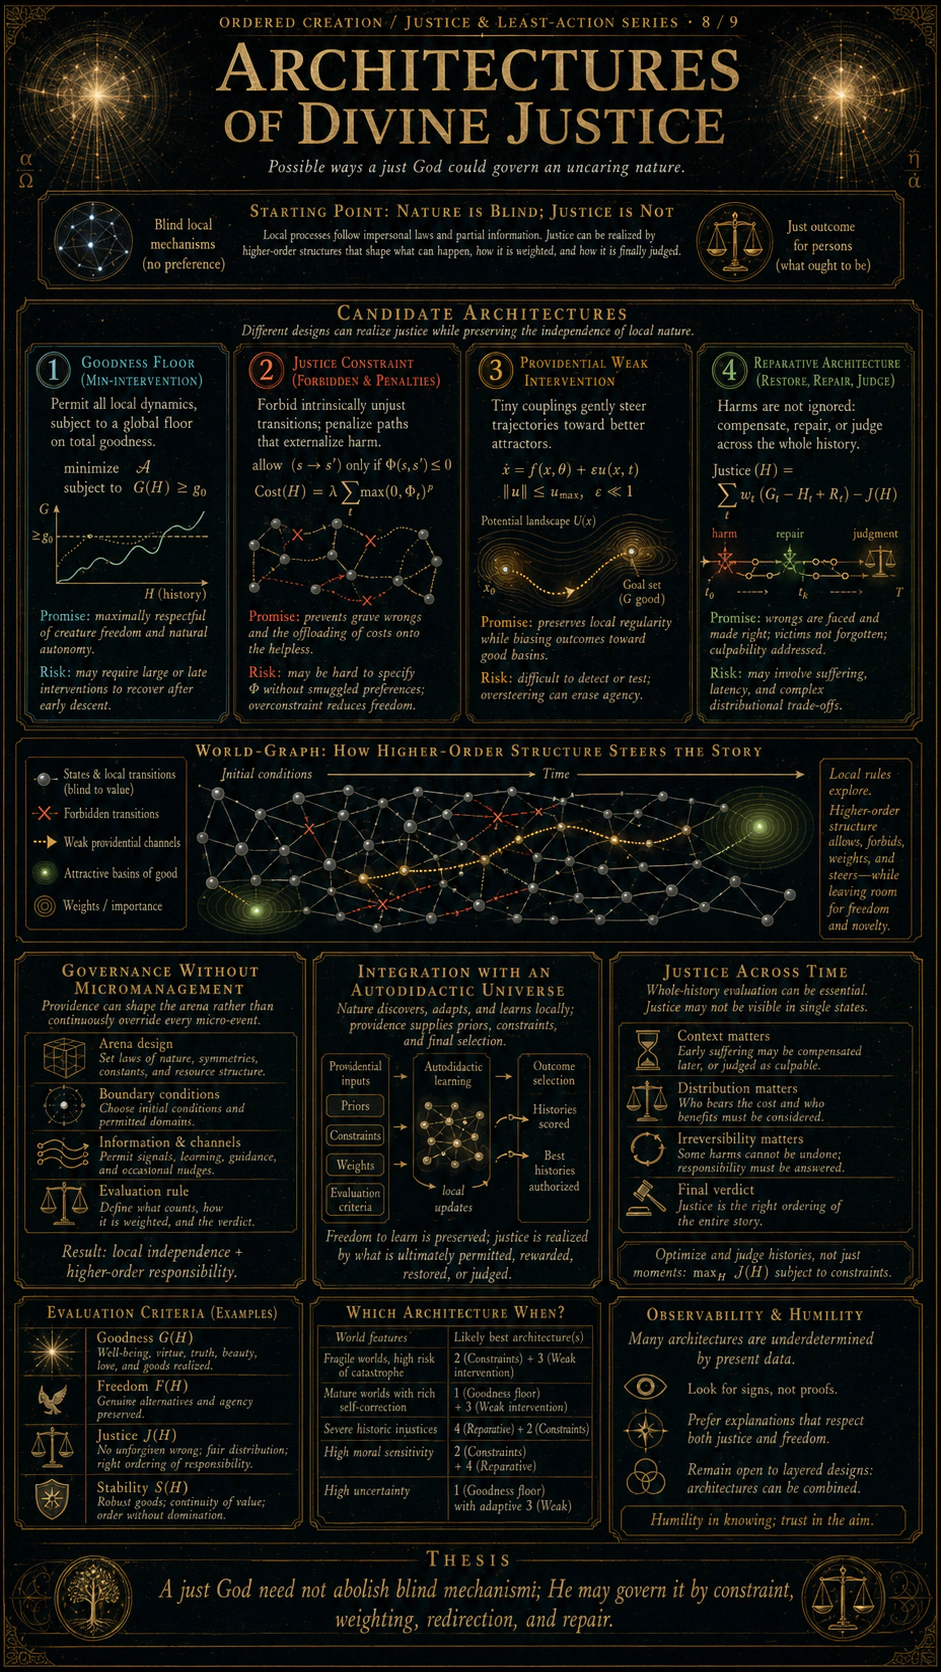 ORDERED CREATION / JUSTICE & LEAST-ACTION SERIES · 8 / 9
ARCHITECTURES
OF DIVINE JUSTICE
Possible ways a just God could govern an uncaring nature.
α
Ω
STARTING POINT: NATURE IS BLIND; JUSTICE IS NOT
Blind local
mechanisms
(no preference)
Local processes follow impersonal laws and partial information. Justice can be realized by
higher-order structures that shape what can happen, how it is weighted, and how it is finally judged.
Just outcome
for persons
(what ought to be)
CANDIDATE ARCHITECTURES
Different designs can realize justice while preserving the independence of local nature.
1 GOODNESS FLOOR
(MIN-INTERVENTION)
Permit all local dynamics,
subject to a global floor
on total goodness.
minimize 𝒜
subject to G(H) ≥ g₀
G
≥g₀
H (history)
Promise: maximally respectful
of creature freedom and natural
autonomy.
Risk: may require large or late
interventions to recover after
early descent.
2 JUSTICE CONSTRAINT
(FORBIDDEN & PENALTIES)
Forbid intrinsically unjust
transitions; penalize paths
that externalize harm.
allow (s → s′) only if Φ(s, s′) ≤ 0
Cost(H) = λ ∑ max(0, Φₜ)ᵖ
t
Promise: prevents grave wrongs
and the offloading of costs onto
the helpless.
Risk: may be hard to specify
Φ without smuggled preferences;
overconstraint reduces freedom.
3 PROVIDENTIAL WEAK
INTERVENTION
Tiny couplings gently steer
trajectories toward better
attractors.
ẋ = f(x, θ) + εu(x, t)
‖u‖ ≤ uₘₐₓ, ε ≪ 1
Potential landscape U(x)
x₀
Goal set
(G good)
Promise: preserves local regularity
while biasing outcomes toward
good basins.
Risk: difficult to detect or test;
oversteering can erase agency.
4 REPARATIVE ARCHITECTURE
(RESTORE, REPAIR, JUDGE)
Harms are not ignored:
compensate, repair, or judge
across the whole history.
Justice (H) =
∑ wₜ (Gₜ − Hₜ + Rₜ) − J(H)
t
harm repair judgment
t₀ tₖ T
Promise: wrongs are faced and
made right; victims not forgotten;
culpability addressed.
Risk: may involve suffering,
latency, and complex
distributional trade-offs.
WORLD-GRAPH: HOW HIGHER-ORDER STRUCTURE STEERS THE STORY
States & local transitions
(blind to value)
Forbidden transitions
Weak providential channels
Attractive basins of good
Weights / importance
Initial conditions Time
Local rules
explore.
Higher-order
structure
allows, forbids,
weights, and
steers—while
leaving room
for freedom
and novelty.
GOVERNANCE WITHOUT
MICROMANAGEMENT
Providence can shape the arena rather than
continuously override every micro-event.
Arena design
Set laws of nature, symmetries,
constants, and resource structure.
Boundary conditions
Choose initial conditions and
permitted domains.
Information & channels
Permit signals, learning, guidance,
and occasional nudges.
Evaluation rule
Define what counts, how
it is weighted, and the verdict.
Result: local independence +
higher-order responsibility.
INTEGRATION WITH AN
AUTODIDACTIC UNIVERSE
Nature discovers, adapts, and learns locally;
providence supplies priors, constraints,
and final selection.
Providential
inputs
Priors
Constraints
Weights
Evaluation
criteria
Autodidactic
learning
local
updates
Outcome
selection
Histories
scored
Best
histories
authorized
Freedom to learn is preserved; justice is realized
by what is ultimately permitted, rewarded,
restored, or judged.
JUSTICE ACROSS TIME
Whole-history evaluation can be essential.
Justice may not be visible in single states.
Context matters
Early suffering may be compensated
later, or judged as culpable.
Distribution matters
Who bears the cost and who
benefits must be considered.
Irreversibility matters
Some harms cannot be undone;
responsibility must be answered.
Final verdict
Justice is the right ordering of
the entire story.
Optimize and judge histories, not just
moments: max_H J(H) subject to constraints.
EVALUATION CRITERIA (EXAMPLES)
Goodness G(H)
Well-being, virtue, truth, beauty,
love, and goods realized.
Freedom F(H)
Genuine alternatives and agency
preserved.
Justice J(H)
No unforgiven wrong; fair distribution;
right ordering of responsibility.
Stability S(H)
Robust goods; continuity of value;
order without domination.
WHICH ARCHITECTURE WHEN?
World features Likely best architecture(s)
Fragile worlds, high risk
of catastrophe
2 (Constraints) + 3 (Weak
intervention)
Mature worlds with rich
self-correction
1 (Goodness floor)
+ 3 (Weak intervention)
Severe historic injustices 4 (Reparative) + 2 (Constraints)
High moral sensitivity 2 (Constraints)
+ 4 (Reparative)
High uncertainty 1 (Goodness floor)
with adaptive 3 (Weak)
OBSERVABILITY & HUMILITY
Many architectures are underdetermined
by present data.
Look for signs, not proofs.
Prefer explanations that respect
both justice and freedom.
Remain open to layered designs:
architectures can be combined.
Humility in knowing; trust in the aim.
THESIS
A just God need not abolish blind mechanismi; He may govern it by constraint,
weighting, redirection, and repair.